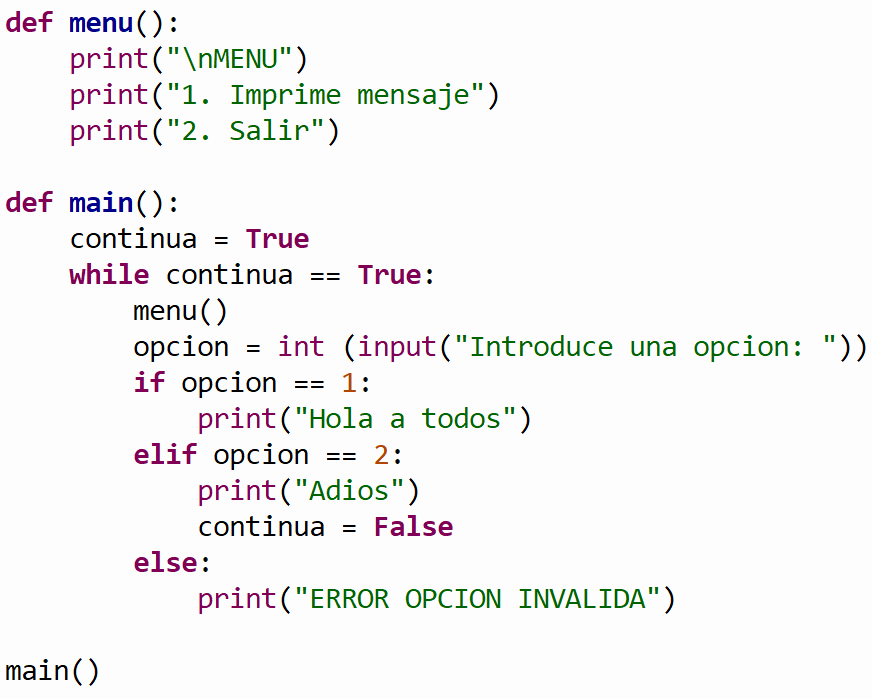 def menu():
    print("\nMENU")
    print("1. Imprime mensaje")
    print("2. Salir")

def main():
    continua = True
    while continua == True:
        menu()
        opcion = int (input("Introduce una opcion: "))
        if opcion == 1:
            print("Hola a todos")
        elif opcion == 2:
            print("Adios")
            continua = False
        else:
            print("ERROR OPCION INVALIDA")

main()